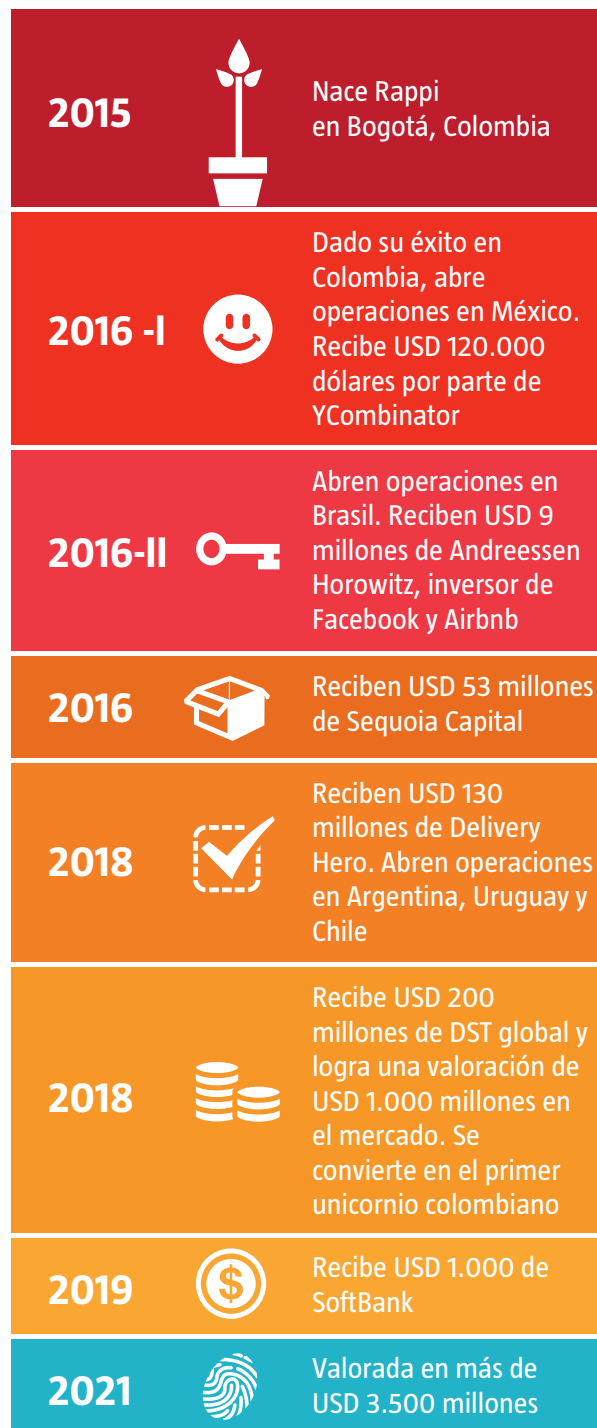 2015
Nace Rappi
en Bogotá, Colombia
2016 -I
Dado su éxito en
Colombia, abre
operaciones en México.
Recibe USD 120.000
dólares por parte de
YCombinator
2016-II
Abren operaciones en
Brasil. Reciben USD 9
millones de Andreessen
Horowitz, inversor de
Facebook y Airbnb
2016
Reciben USD 53 millones
de Sequoia Capital
2018
Reciben USD 130
millones de Delivery
Hero. Abren operaciones
en Argentina, Uruguay y
Chile
2018
Recibe USD 200
millones de DST global y
logra una valoración de
USD 1.000 millones en
el mercado. Se
convierte en el primer
unicornio colombiano
2019
$
Recibe USD 1.000 de
SoftBank
2021
Valorada en más de
USD 3.500 millones